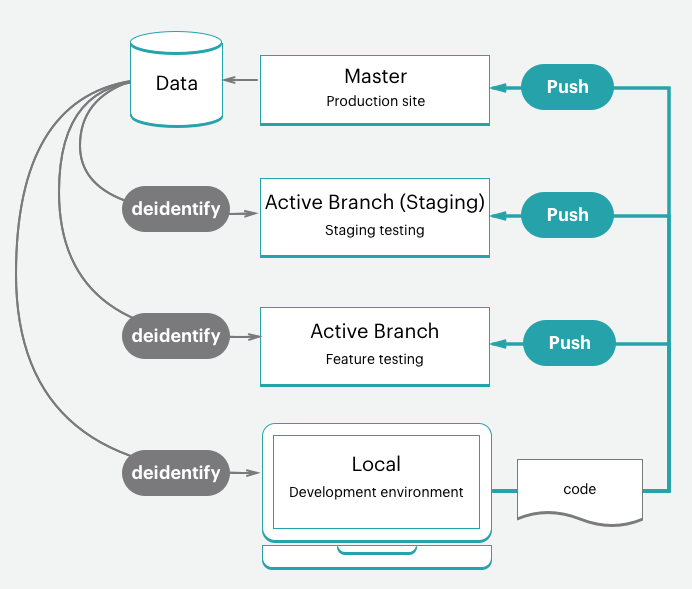 Data
Master
Production site
Push
deidentify
Active Branch (Staging)
Staging testing
Push
deidentify
Active Branch
Feature testing
Push
deidentify
Local
Development environment
code